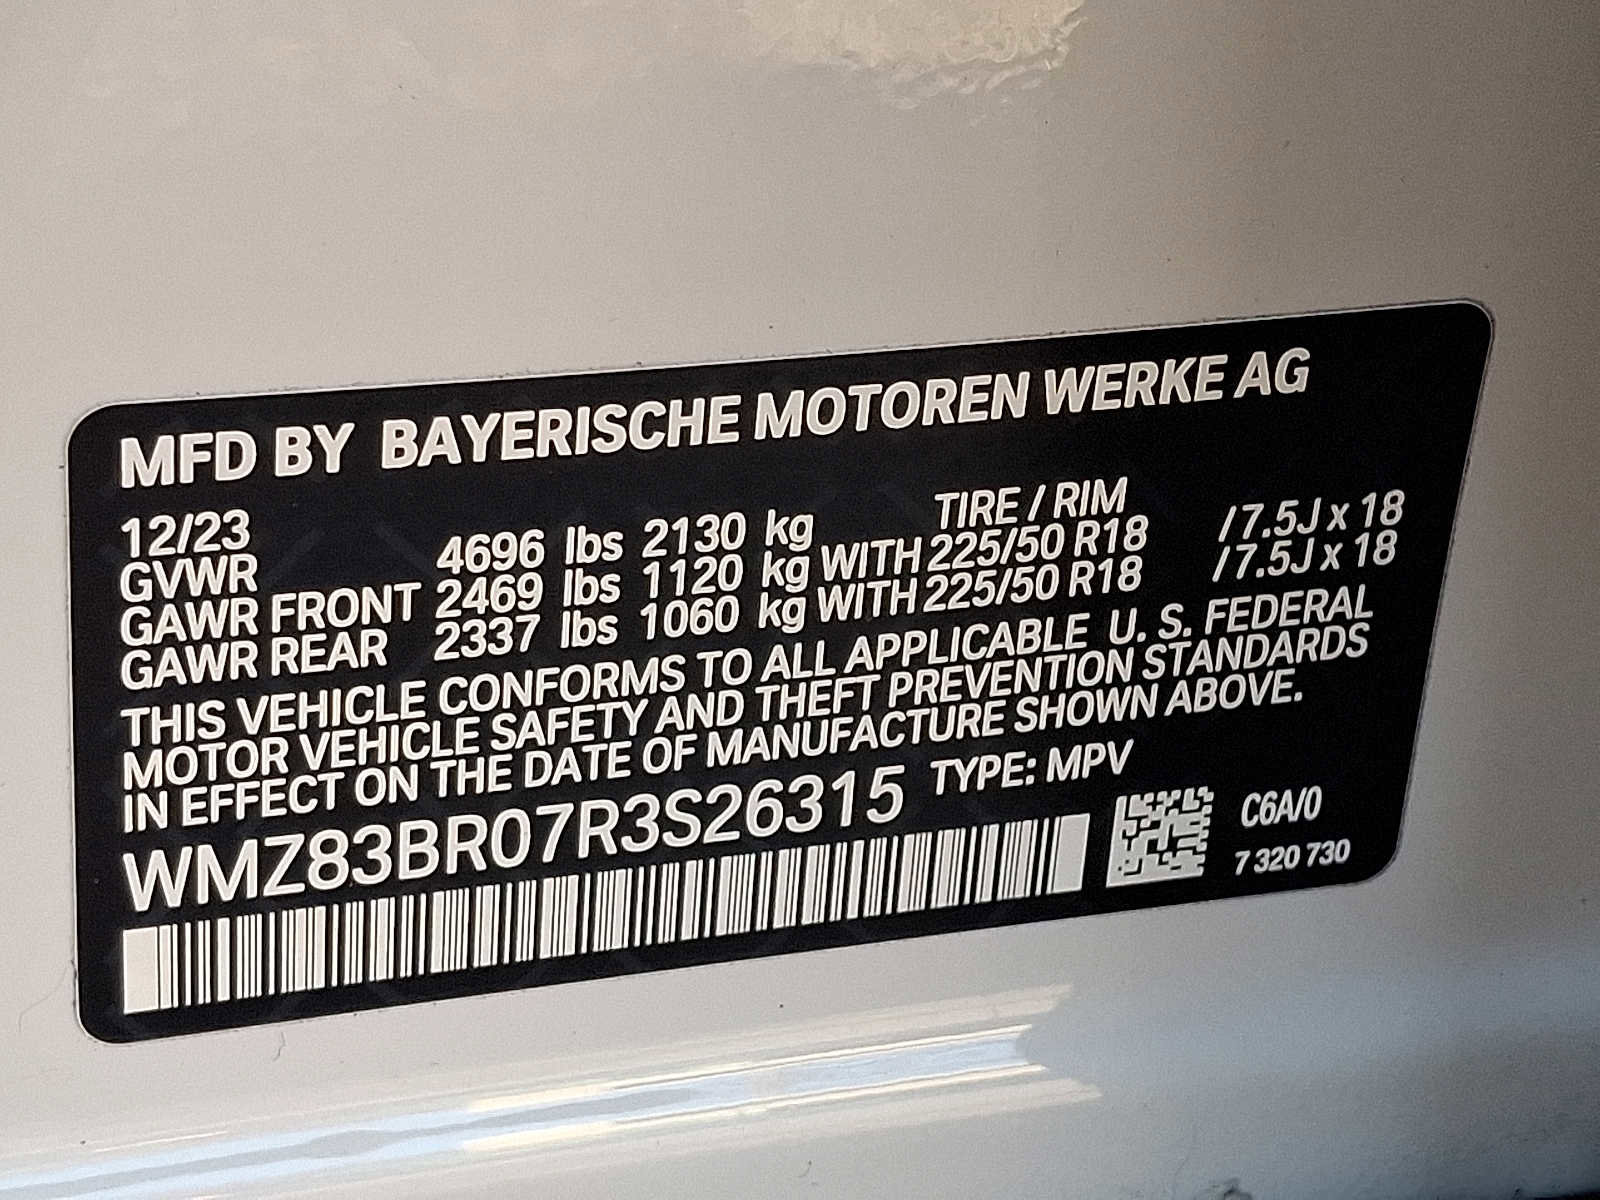 MFD BY BAYERISCHE MOTOREN WERKE AG
12/23 TIRE / RIM
GVWR 4696 lbs 2130 kg
GAWR FRONT 2469 lbs 1120 kg WITH 225/50 R18 / 7.5J x 18
GAWR REAR 2337 lbs 1060 kg WITH 225/50 R18 / 7.5J x 18
THIS VEHICLE CONFORMS TO ALL APPLICABLE U. S. FEDERAL
MOTOR VEHICLE SAFETY AND THEFT PREVENTION STANDARDS
IN EFFECT ON THE DATE OF MANUFACTURE SHOWN ABOVE.
WMZ83BR07R3S26315 TYPE: MPV
C6A/0
7 320 730